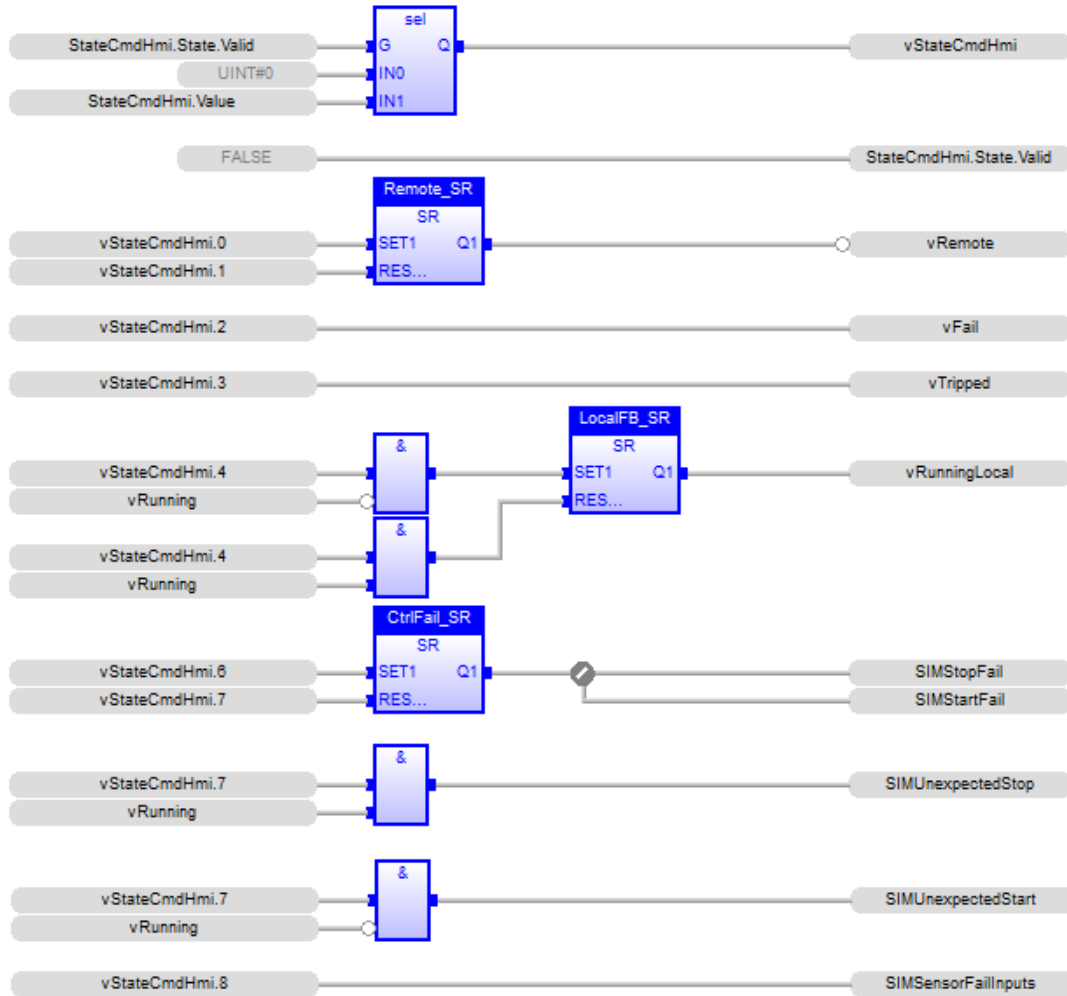 sel
StateCmdHmi.State.Valid G Q vStateCmdHmi
UINT#0 IN0
StateCmdHmi.Value IN1
FALSE StateCmdHmi.State.Valid
Remote_SR
SR
vStateCmdHmi.0 SET1 Q1 vRemote
vStateCmdHmi.1 RES...
vStateCmdHmi.2 vFail
vStateCmdHmi.3 vTripped
LocalFB_SR
& SR
vStateCmdHmi.4 SET1 Q1 vRunningLocal
vRunning RES...
&
vStateCmdHmi.4
vRunning
CtrlFail_SR
SR
vStateCmdHmi.6 SET1 Q1 SIMStopFail
vStateCmdHmi.7 RES... SIMStartFail
&
vStateCmdHmi.7 SIMUnexpectedStop
vRunning
&
vStateCmdHmi.7 SIMUnexpectedStart
vRunning
vStateCmdHmi.8 SIMSensorFailInputs